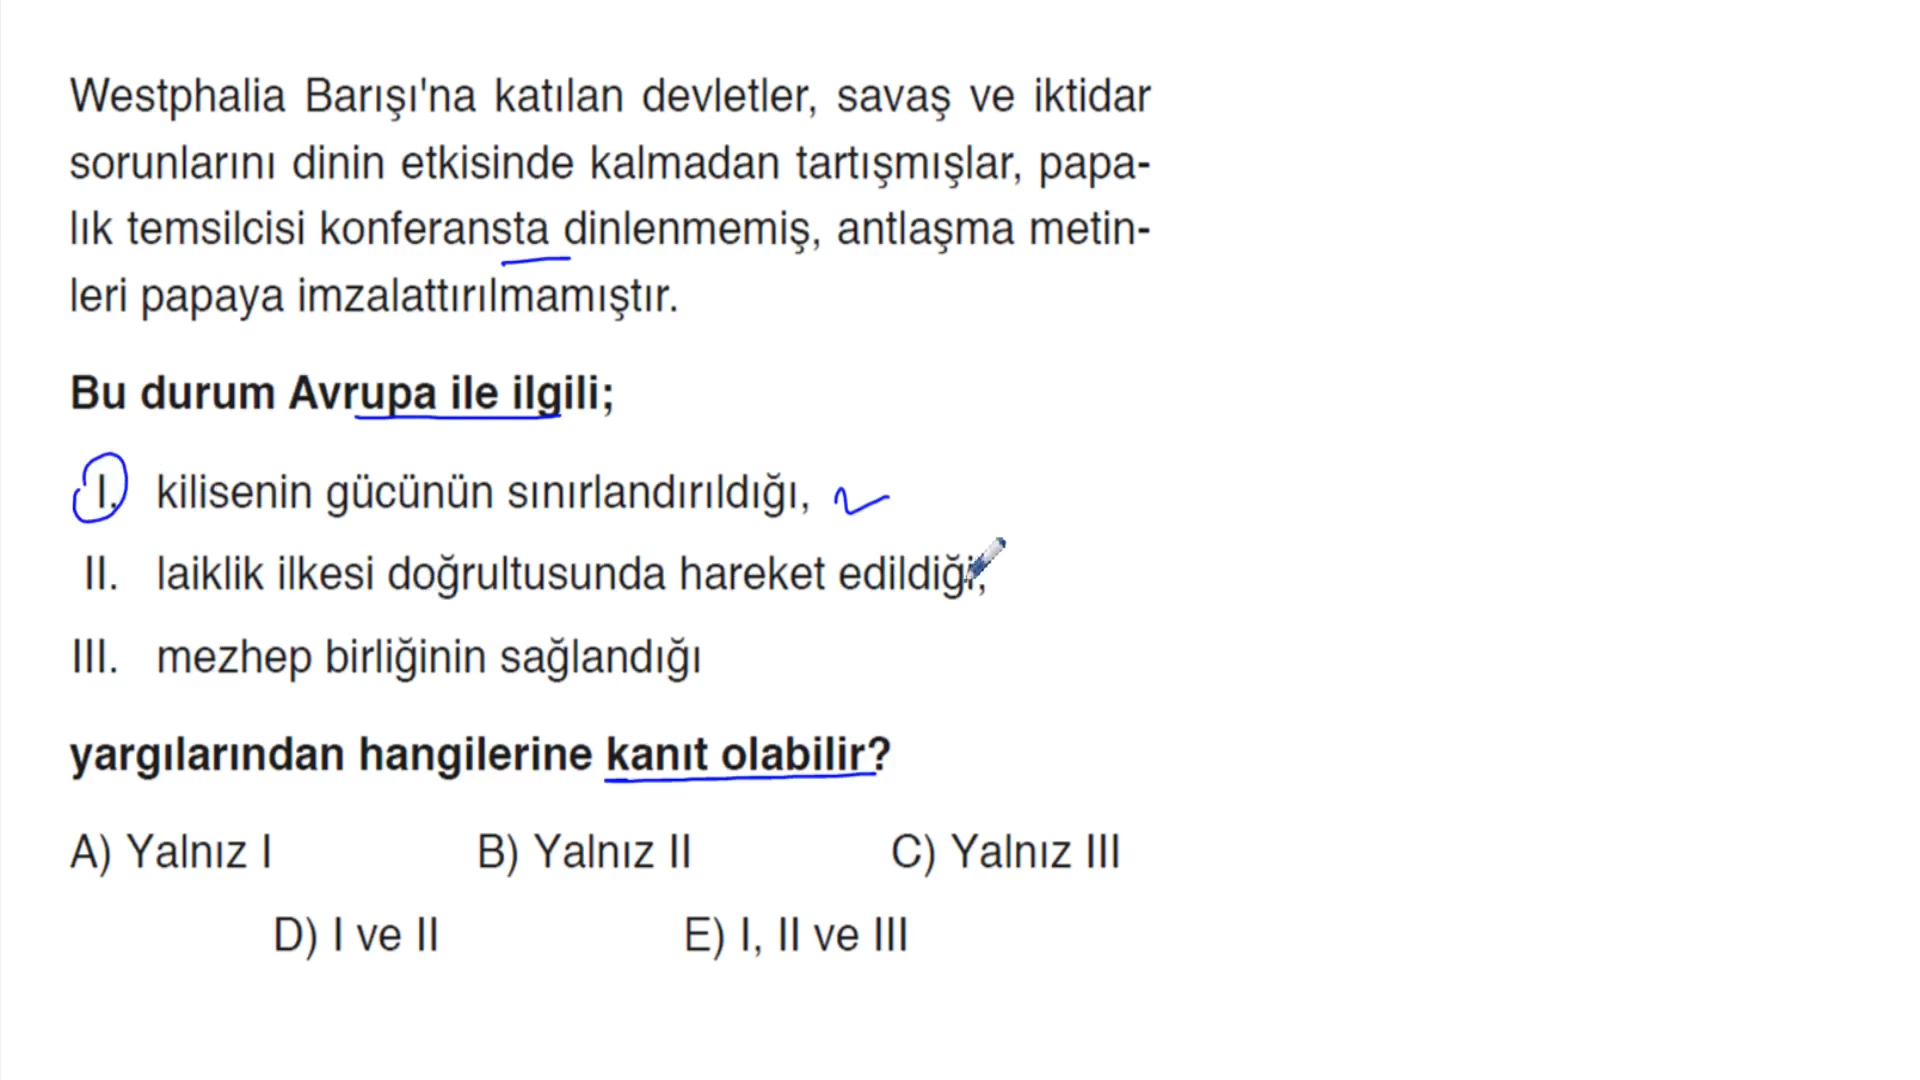 Westphalia Barışı'na katılan devletler, savaş ve iktidar
sorunlarını dinin etkisinde kalmadan tartışmışlar, papa-
lık temsilcisi konferansta dinlenmemiş, antlaşma metin-
leri papaya imzalattırılmamıştır.
Bu durum Avrupa ile ilgili;
I. kilisenin gücünün sınırlandırıldığı,
II. laiklik ilkesi doğrultusunda hareket edildiği,
III. mezhep birliğinin sağlandığı
yargılarından hangilerine kanıt olabilir?
A) Yalnız I B) Yalnız II C) Yalnız III
D) I ve II E) I, II ve III